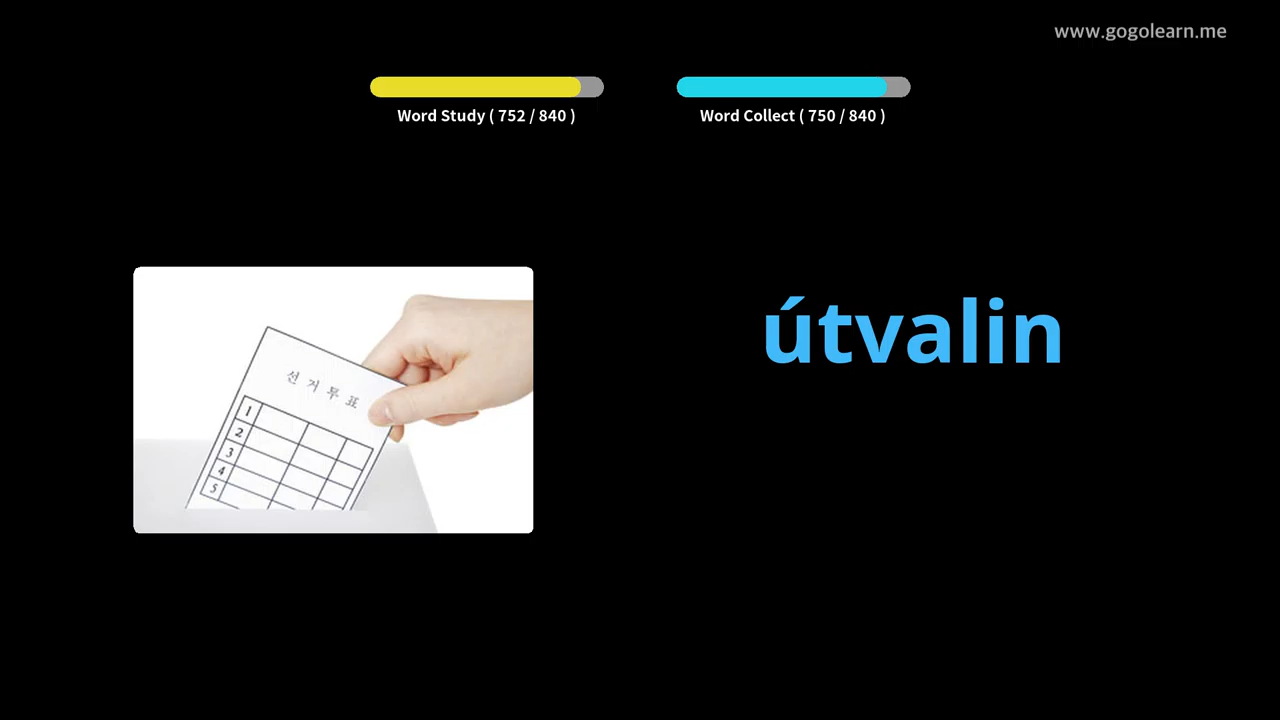 www.gogolearn.me
Word Study ( 752 / 840 )
Word Collect ( 750 / 840 )
útvalin
선거투표
1
2
3
4
5